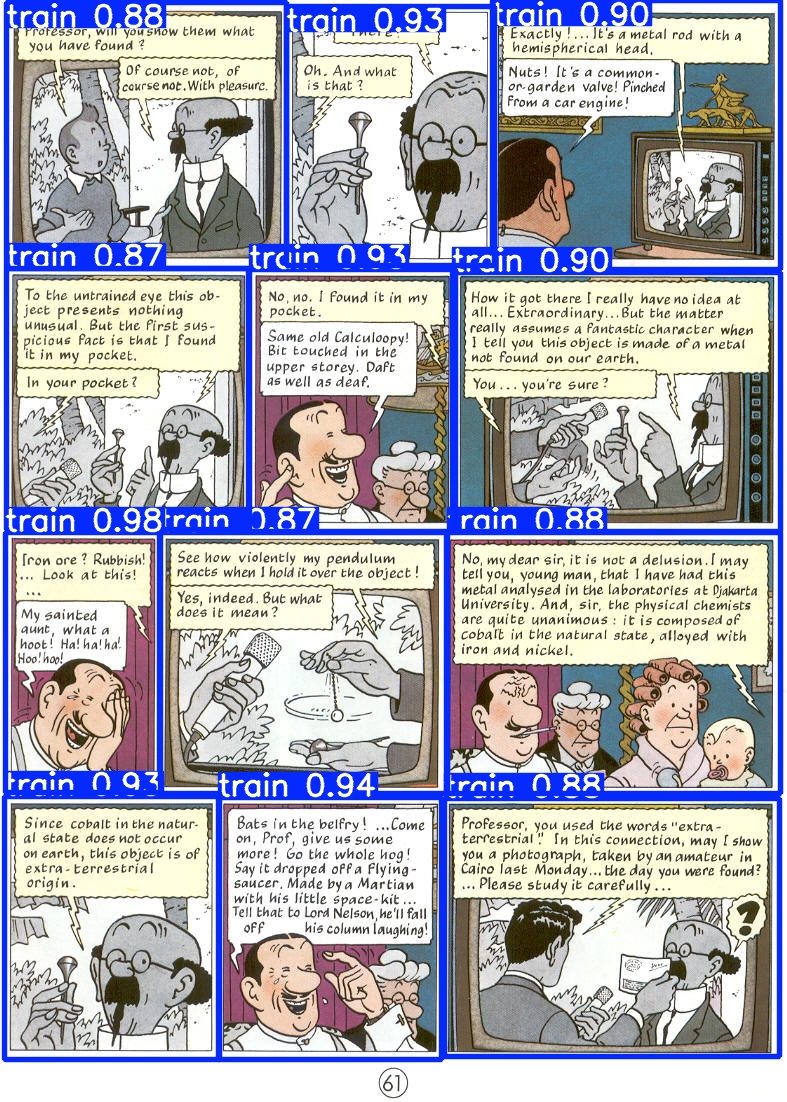 train 0.88
Professor, will you show them what
you have found?
Of course not, of
course not. With pleasure.
train 0.93
There!
Oh. And what
is that?
train 0.90
Exactly!... It's a metal rod with a
hemispherical head.
Nuts! It's a common-
or-garden valve! Pinched
from a car engine!
train 0.87
To the untrained eye this ob-
ject presents nothing
unusual. But the first sus-
picious fact is that I found
it in my pocket.
In your pocket?
train 0.93
No, no. I found it in my
pocket.
Same old Calculoopy!
Bit touched in the
upper storey. Daft
as well as deaf.
train 0.90
How it got there I really have no idea at
all... Extraordinary... But the matter
really assumes a fantastic character when
I tell you this object is made of a metal
not found on our earth.
You... you're sure?
train 0.98
Iron ore? Rubbish!
... Look at this!
...
My sainted
aunt, what a
hoot! Ha! ha! ha!
Hoo! hoo!
train 0.87
See how violently my pendulum
reacts when I hold it over the object!
Yes, indeed. But what
does it mean?
train 0.88
No, my dear sir, it is not a delusion. I may
tell you, young man, that I have had this
metal analysed in the laboratories at Djakarta
University. And, sir, the physical chemists
are quite unanimous: it is composed of
cobalt in the natural state, alloyed with
iron and nickel.
train 0.93
Since cobalt in the natur-
al state does not occur
on earth, this object is of
extra-terrestrial
origin.
train 0.94
Bats in the belfry! ...Come
on, Prof, give us some
more! Go the whole hog!
Say it dropped off a flying-
saucer. Made by a Martian
with his little space-kit...
Tell that to Lord Nelson, he'll fall
off his column laughing!
train 0.88
Professor, you used the words "extra-
terrestrial". In this connection, may I show
you a photograph, taken by an amateur in
Cairo last Monday... the day you were found?
... Please study it carefully...
?
61